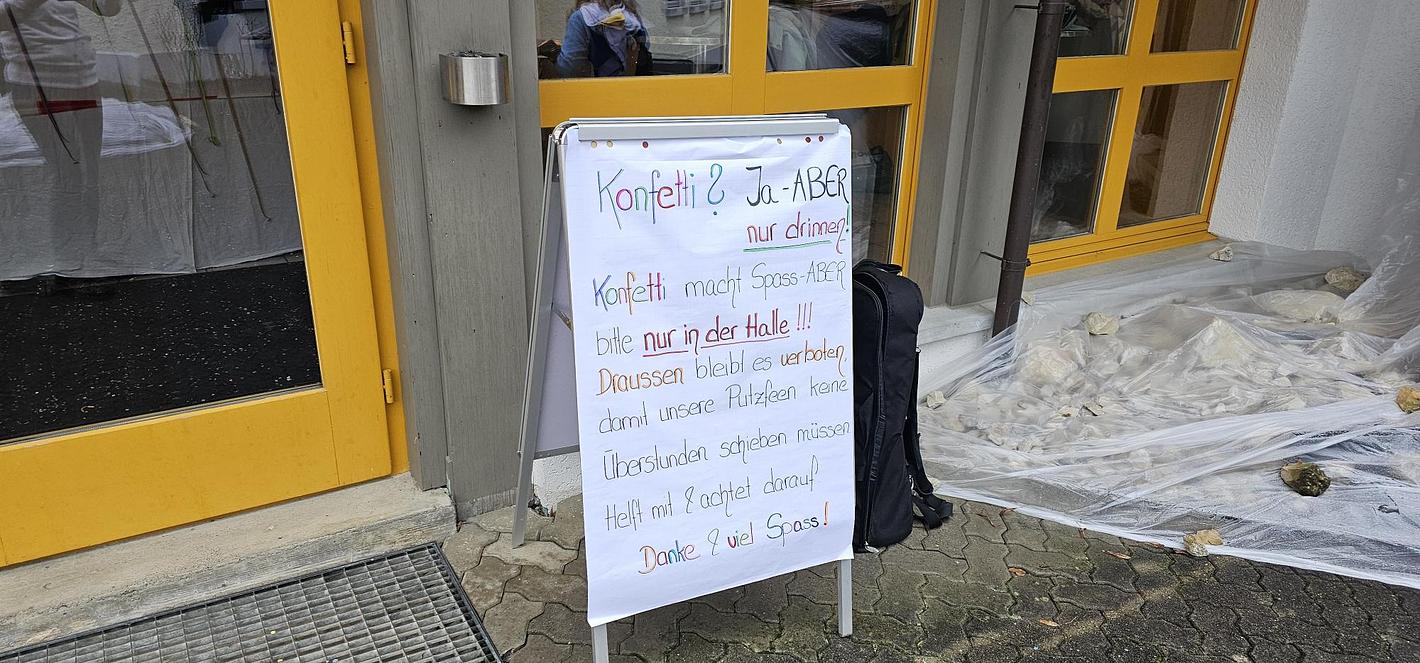 Konfetti? Ja-ABER
nur drinnen!
Konfetti macht Spass-ABER
bitte nur in der Halle!!!
Draussen bleibt es verboten,
damit unsere Putzfeen keine
Überstunden schieben müssen
Helft mit & achtet darauf
Danke & viel Spass!